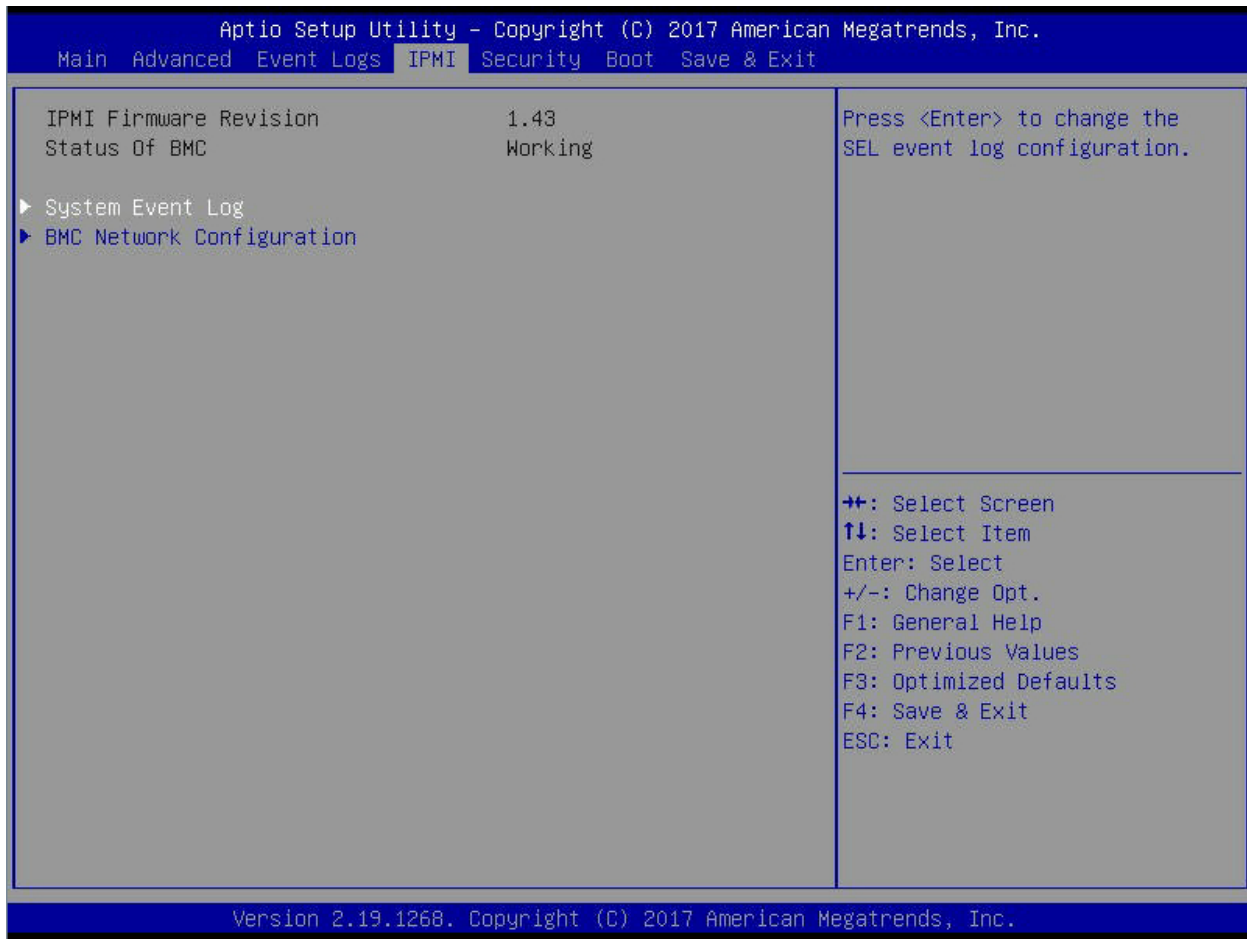 Aptio Setup Utility – Copyright (C) 2017 American Megatrends, Inc.
Main Advanced Event Logs IPMI Security Boot Save & Exit
IPMI Firmware Revision 1.43
Status Of BMC Working
▶ System Event Log
▶ BMC Network Configuration
Press <Enter> to change the
SEL event log configuration.
→←: Select Screen
↑↓: Select Item
Enter: Select
+/-: Change Opt.
F1: General Help
F2: Previous Values
F3: Optimized Defaults
F4: Save & Exit
ESC: Exit
Version 2.19.1268. Copyright (C) 2017 American Megatrends, Inc.